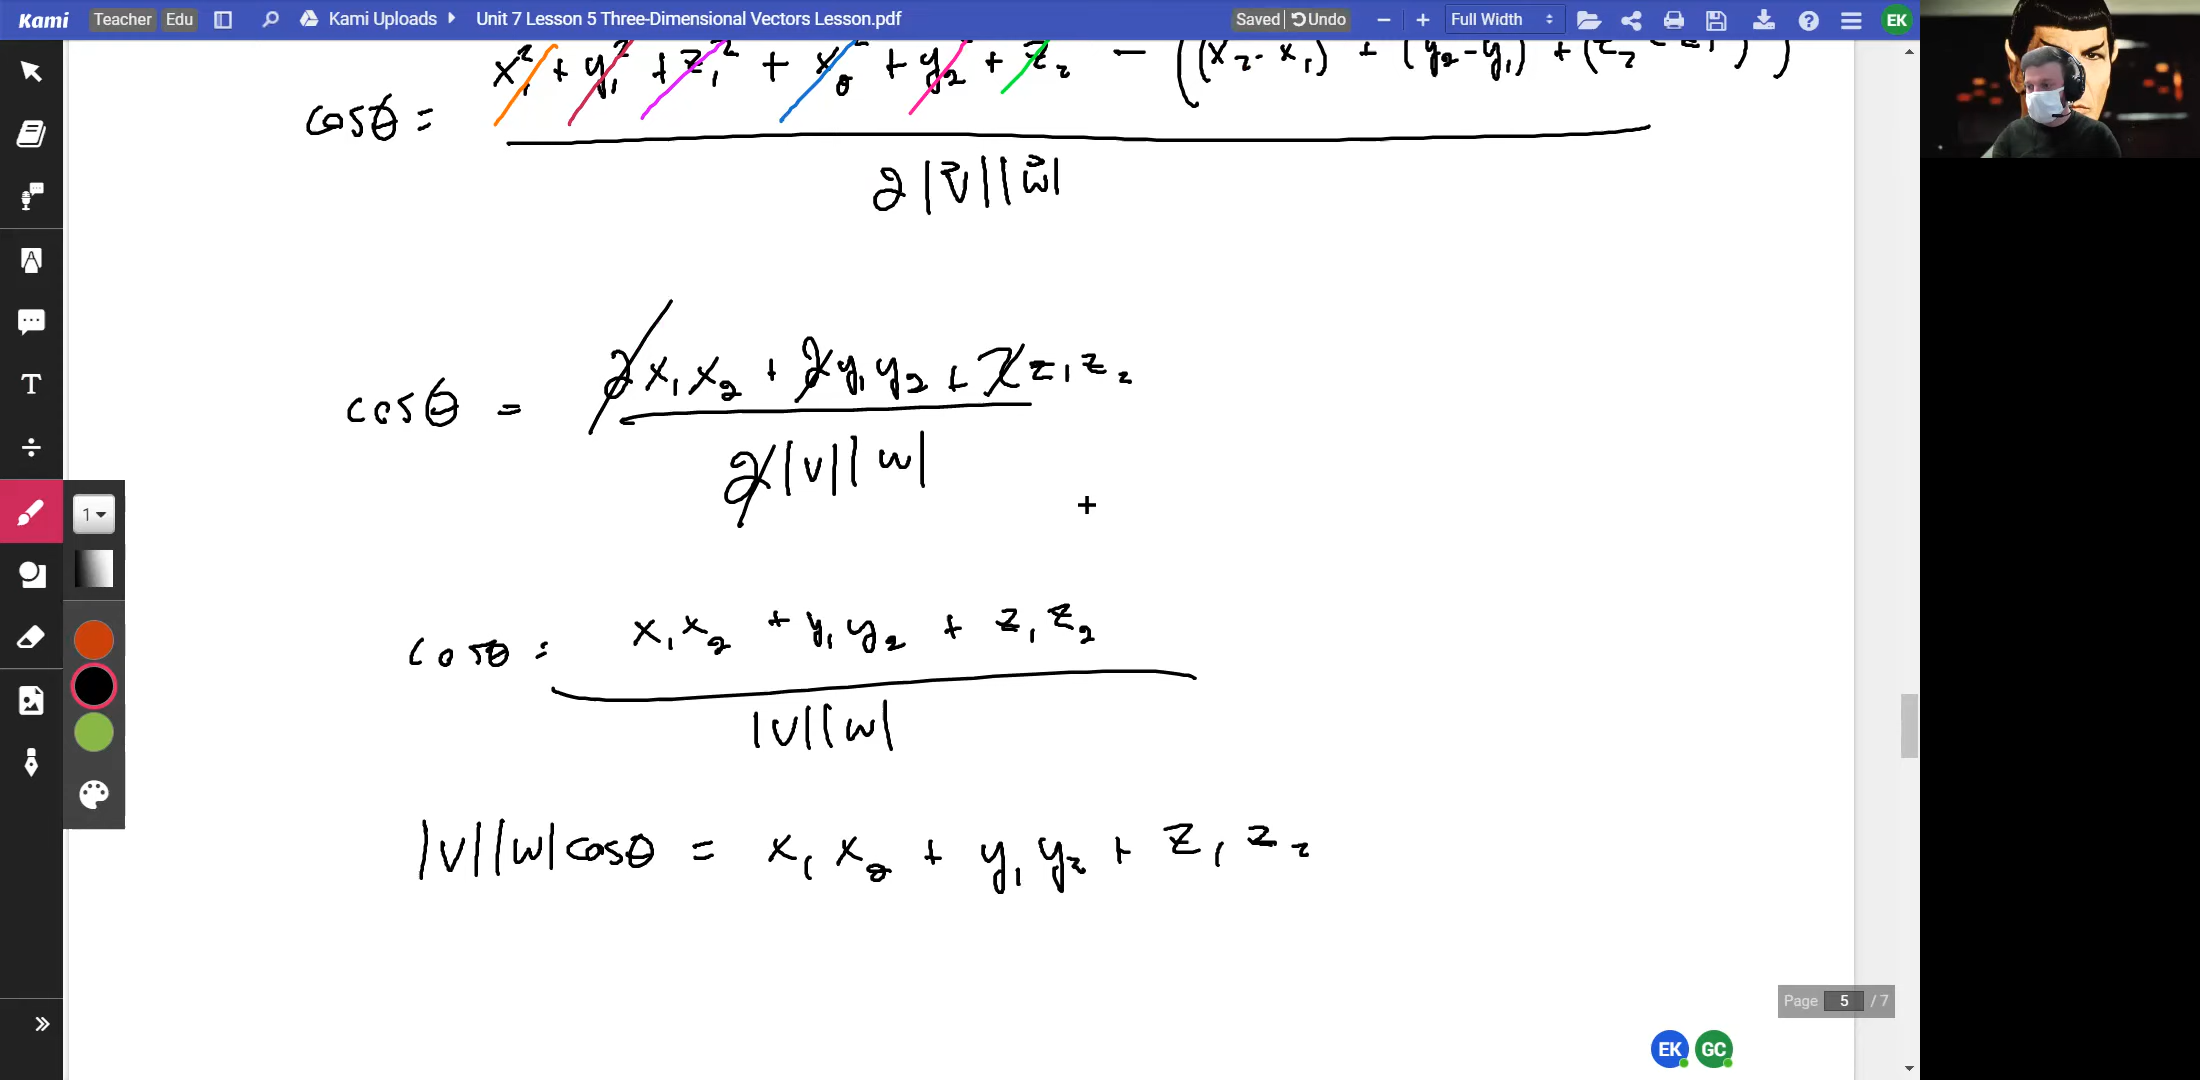 Kami Teacher Edu Kami Uploads Unit 7 Lesson 5 Three-Dimensional Vectors Lesson.pdf Saved Undo − + Full Width EK
cosθ = x₁² + y₁² + z₁² + x₂² + y₂² + z₂² − ((x₂ - x₁)² + (y₂ - y₁)² + (z₂ - z₁)²)
2|v⃗||w⃗|
cosθ = 2x₁x₂ + 2y₁y₂ + 2z₁z₂
2|v||w|
cosθ = x₁x₂ + y₁y₂ + z₁z₂
|v||w|
|v||w|cosθ = x₁x₂ + y₁y₂ + z₁z₂
1
Page 5 / 7
EK GC